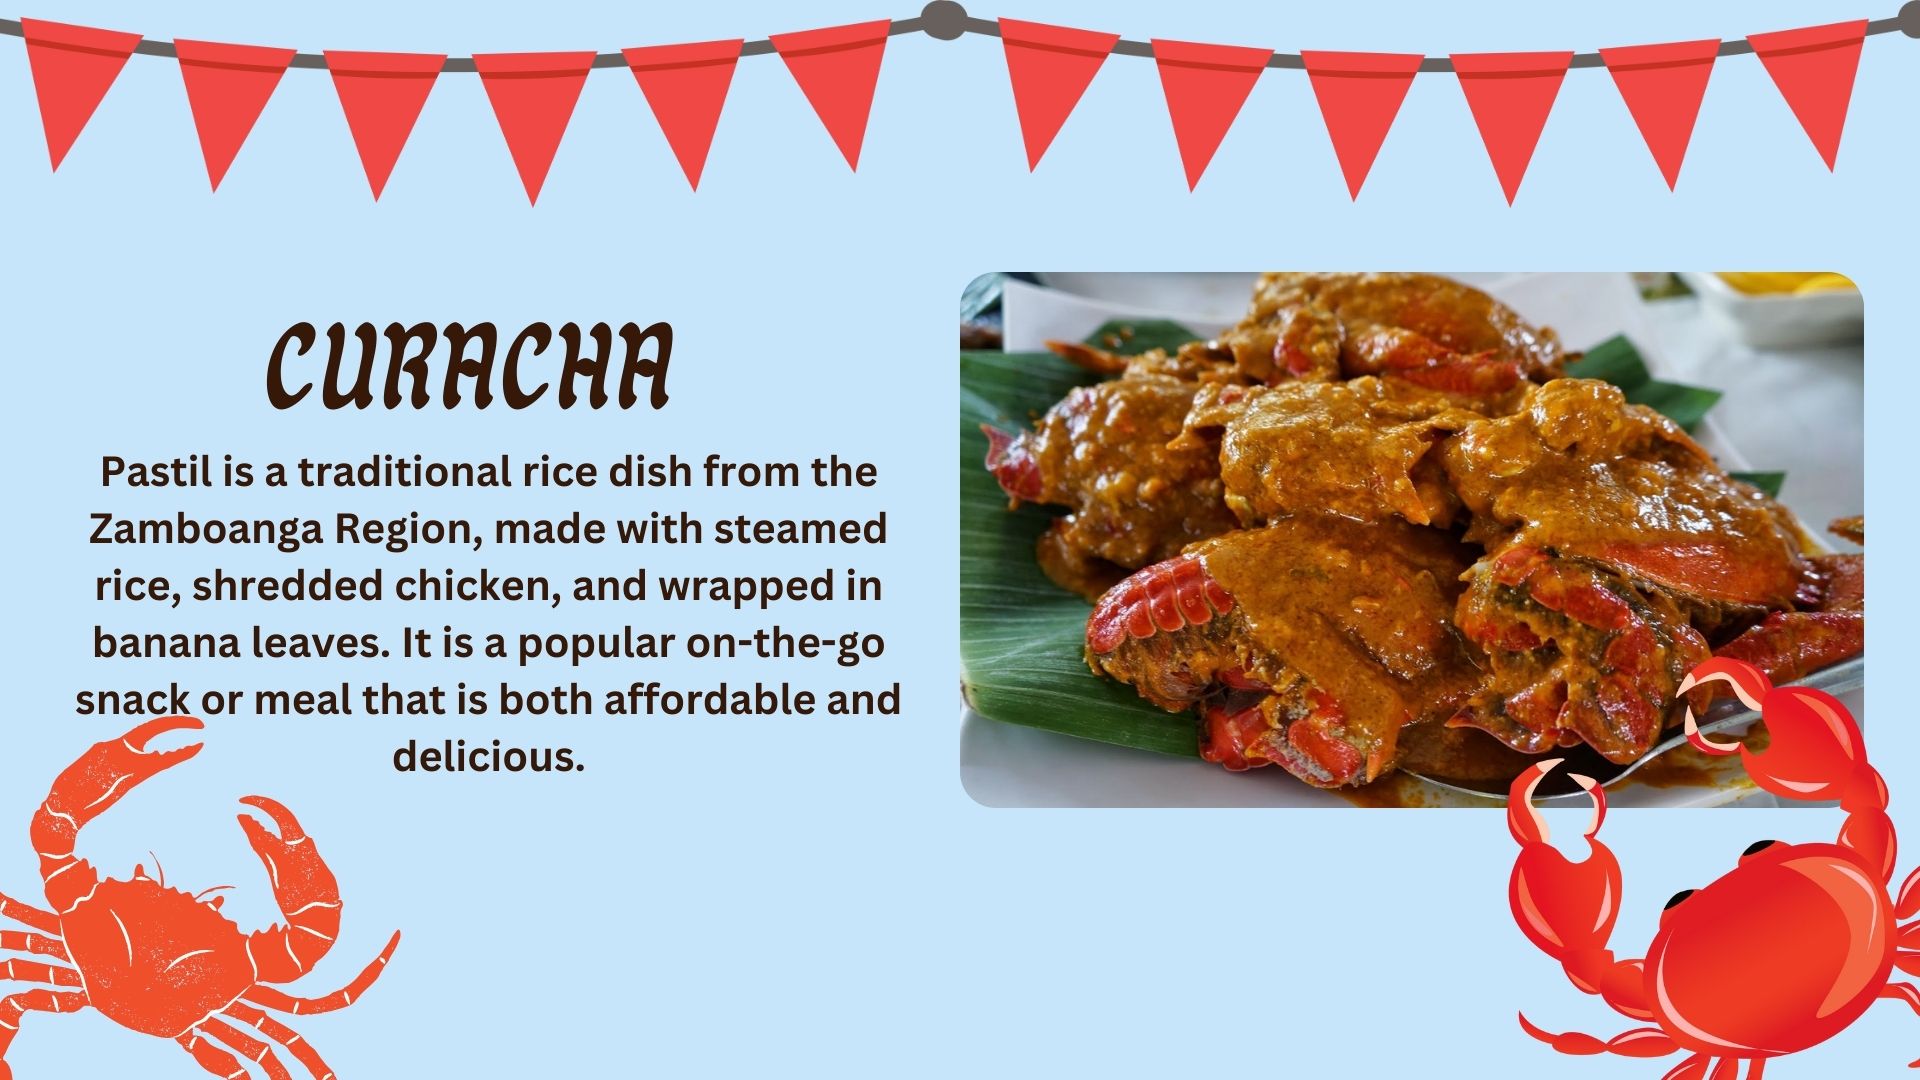 CURACHA
Pastil is a traditional rice dish from the
Zamboanga Region, made with steamed
rice, shredded chicken, and wrapped in
banana leaves. It is a popular on-the-go
snack or meal that is both affordable and
delicious.